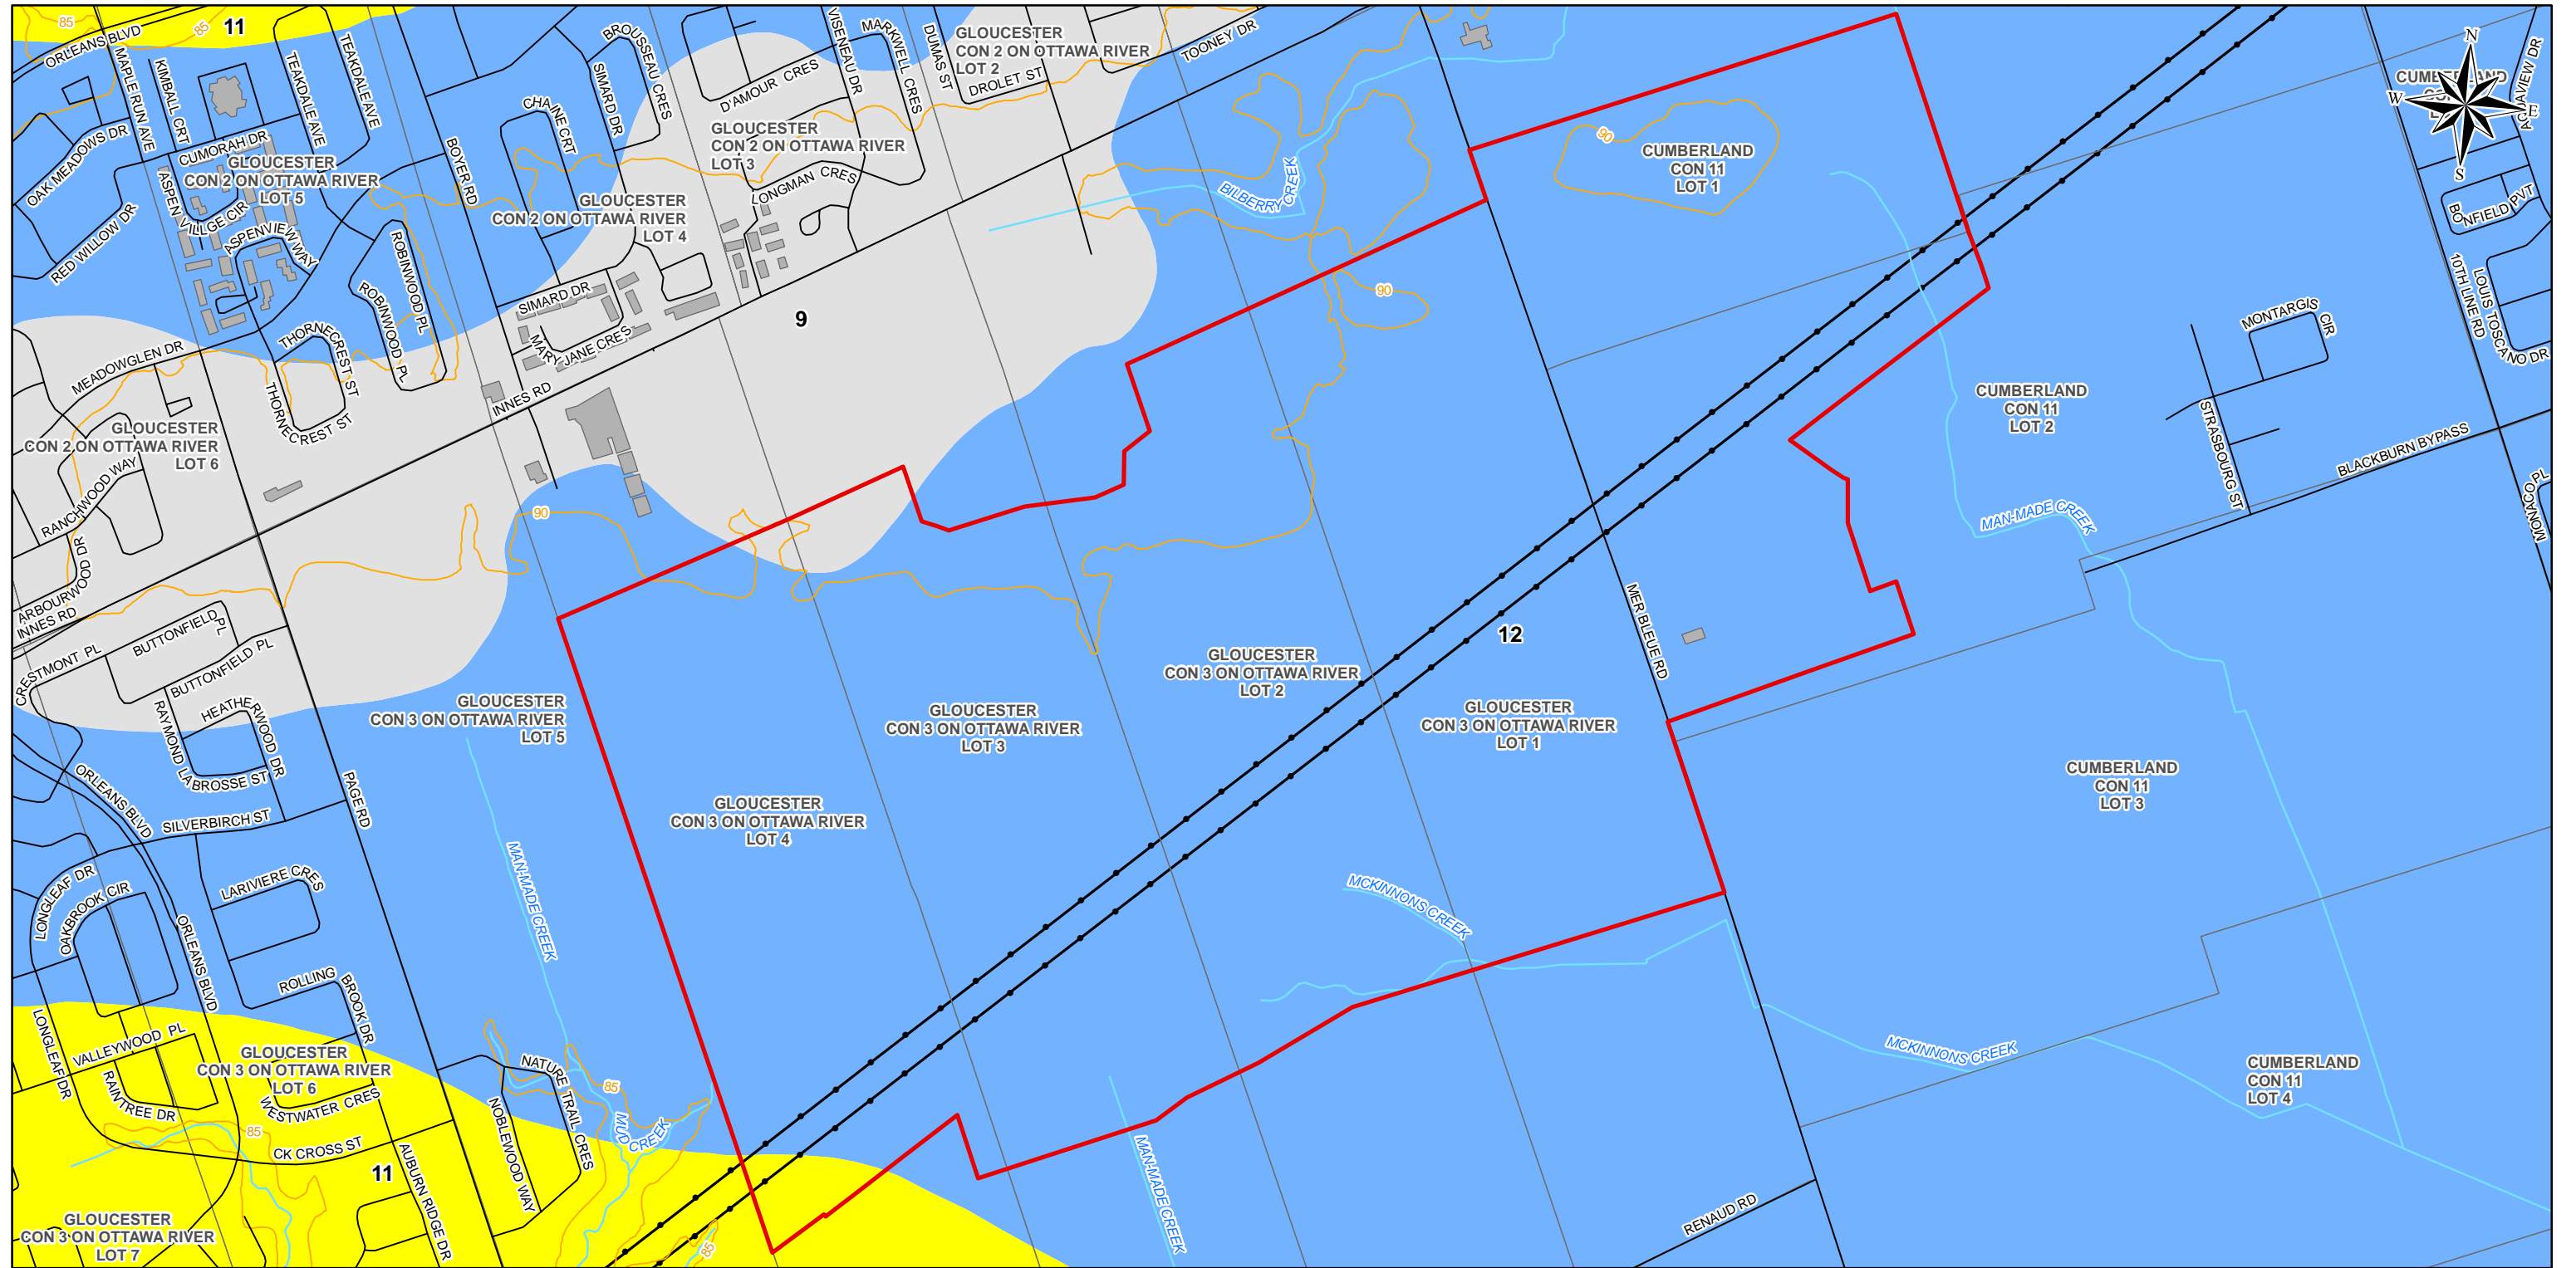 85
85
11
ORLEANS BLVD
MAPLE RUN AVE
KIMBALL CRT
TEAKDALE AVE
TEAKDALE AVE
OAK MEADOWS DR
CUMORAH DR
GLOUCESTER
CON 2 ON OTTAWA RIVER
LOT 5
RED WILLOW DR
ASPEN VILLGE CIR
ASPENVIEW WAY
BOYER RD
CHAINE CRT
SIMARD DR
BROUSSEAU CRES
D'AMOUR CRES
VISENEAU DR
MARKWELL CRES
DUMAS ST
GLOUCESTER
CON 2 ON OTTAWA RIVER
LOT 2
DROLET ST
TOONEY DR
GLOUCESTER
CON 2 ON OTTAWA RIVER
LOT 3
LONGMAN CRES
GLOUCESTER
CON 2 ON OTTAWA RIVER
LOT 4
ROBINWOOD PL
ROBINWOOD PL
SIMARD DR
MARY JANE CRES
9
INNES RD
MEADOWGLEN DR
THORNECREST ST
THORNECREST ST
GLOUCESTER
CON 2 ON OTTAWA RIVER
LOT 6
RANCHWOOD WAY
ARBOURWOOD DR
INNES RD
90
BILBERRY CREEK
90
90
CUMBERLAND
CON 11
LOT 1
N
W
E
S
CUMBERLAND
AQUAVIEW DR
BONFIELD PVT
10TH LINE RD
LOUIS TOSCANO DR
MONTARGIS CIR
CUMBERLAND
CON 11
LOT 2
STRASBOURG ST
BLACKBURN BYPASS
MONACO PL
MAN-MADE CREEK
CRESTMONT PL
BUTTONFIELD PL
BUTTONFIELD PL
RAYMOND LABROSSE ST
HEATHERWOOD DR
PAGE RD
ORLEANS BLVD
SILVERBIRCH ST
LONGLEAF DR
OAKBROOK CIR
LARIVIERE CRES
ORLEANS BLVD
ROLLING BROOK DR
GLOUCESTER
CON 3 ON OTTAWA RIVER
LOT 5
MAN-MADE CREEK
GLOUCESTER
CON 3 ON OTTAWA RIVER
LOT 4
GLOUCESTER
CON 3 ON OTTAWA RIVER
LOT 3
GLOUCESTER
CON 3 ON OTTAWA RIVER
LOT 2
12
GLOUCESTER
CON 3 ON OTTAWA RIVER
LOT 1
MER BLEUE RD
CUMBERLAND
CON 11
LOT 3
MCKINNONS CREEK
MCKINNONS CREEK
CUMBERLAND
CON 11
LOT 4
LONGLEAF DR
VALLEYWOOD PL
RAINTREE DR
GLOUCESTER
CON 3 ON OTTAWA RIVER
LOT 6
WESTWATER CRES
85
CK CROSS ST
11
AUBURN RIDGE DR
NOBLEWOOD WAY
NATURE TRAIL CRES
85
MUD CREEK
85
MAN-MADE CREEK
RENAUD RD
GLOUCESTER
CON 3 ON OTTAWA RIVER
LOT 7